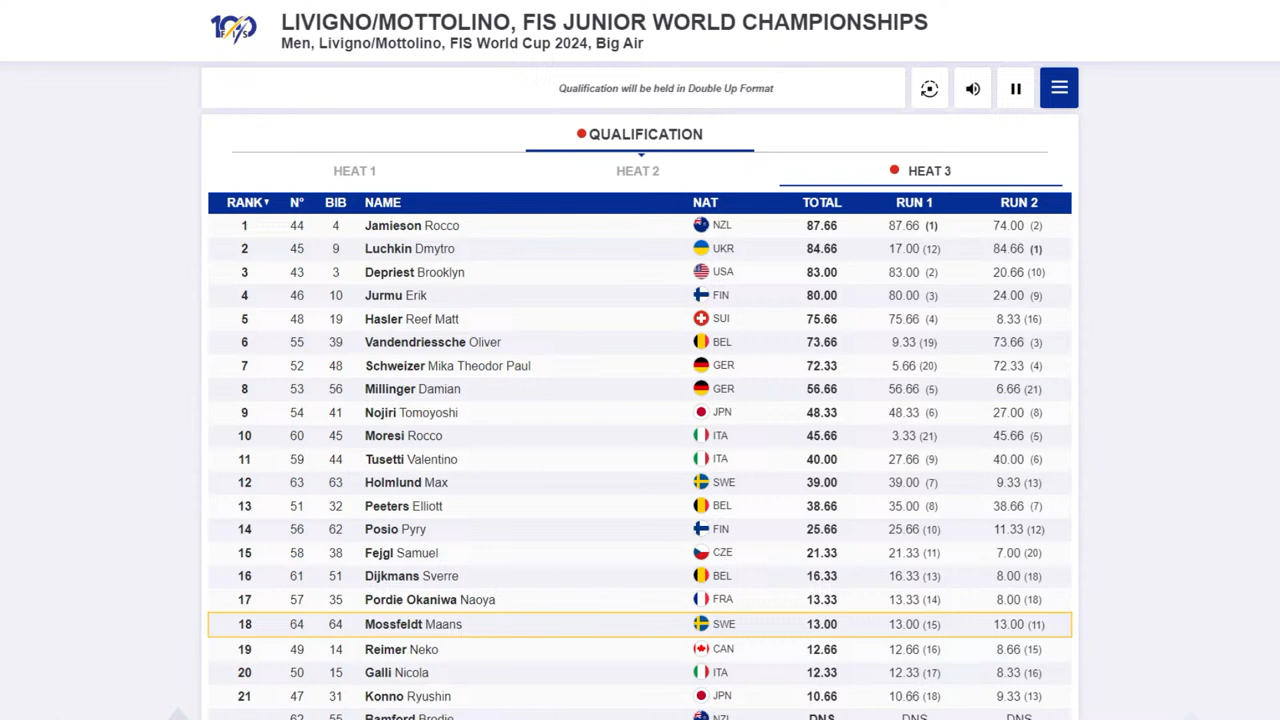 100
FIS
LIVIGNO/MOTTOLINO, FIS JUNIOR WORLD CHAMPIONSHIPS
Men, Livigno/Mottolino, FIS World Cup 2024, Big Air
Qualification will be held in Double Up Format
QUALIFICATION
HEAT 1 HEAT 2 HEAT 3
RANK▼ N° BIB NAME NAT TOTAL RUN 1 RUN 2
1 44 4 Jamieson Rocco NZL 87.66 87.66 (1) 74.00 (2)
2 45 9 Luchkin Dmytro UKR 84.66 17.00 (12) 84.66 (1)
3 43 3 Depriest Brooklyn USA 83.00 83.00 (2) 20.66 (10)
4 46 10 Jurmu Erik FIN 80.00 80.00 (3) 24.00 (9)
5 48 19 Hasler Reef Matt SUI 75.66 75.66 (4) 8.33 (16)
6 55 39 Vandendriessche Oliver BEL 73.66 9.33 (19) 73.66 (3)
7 52 48 Schweizer Mika Theodor Paul GER 72.33 5.66 (20) 72.33 (4)
8 53 56 Millinger Damian GER 56.66 56.66 (5) 6.66 (21)
9 54 41 Nojiri Tomoyoshi JPN 48.33 48.33 (6) 27.00 (8)
10 60 45 Moresi Rocco ITA 45.66 3.33 (21) 45.66 (5)
11 59 44 Tusetti Valentino ITA 40.00 27.66 (9) 40.00 (6)
12 63 63 Holmlund Max SWE 39.00 39.00 (7) 9.33 (13)
13 51 32 Peeters Elliott BEL 38.66 35.00 (8) 38.66 (7)
14 56 62 Posio Pyry FIN 25.66 25.66 (10) 11.33 (12)
15 58 38 Fejgl Samuel CZE 21.33 21.33 (11) 7.00 (20)
16 61 51 Dijkmans Sverre BEL 16.33 16.33 (13) 8.00 (18)
17 57 35 Pordie Okaniwa Naoya FRA 13.33 13.33 (14) 8.00 (18)
18 64 64 Mossfeldt Maans SWE 13.00 13.00 (15) 13.00 (11)
19 49 14 Reimer Neko CAN 12.66 12.66 (16) 8.66 (15)
20 50 15 Galli Nicola ITA 12.33 12.33 (17) 8.33 (16)
21 47 31 Konno Ryushin JPN 10.66 10.66 (18) 9.33 (13)
62 55 Bamford Brodie NZL DNS DNS DNS